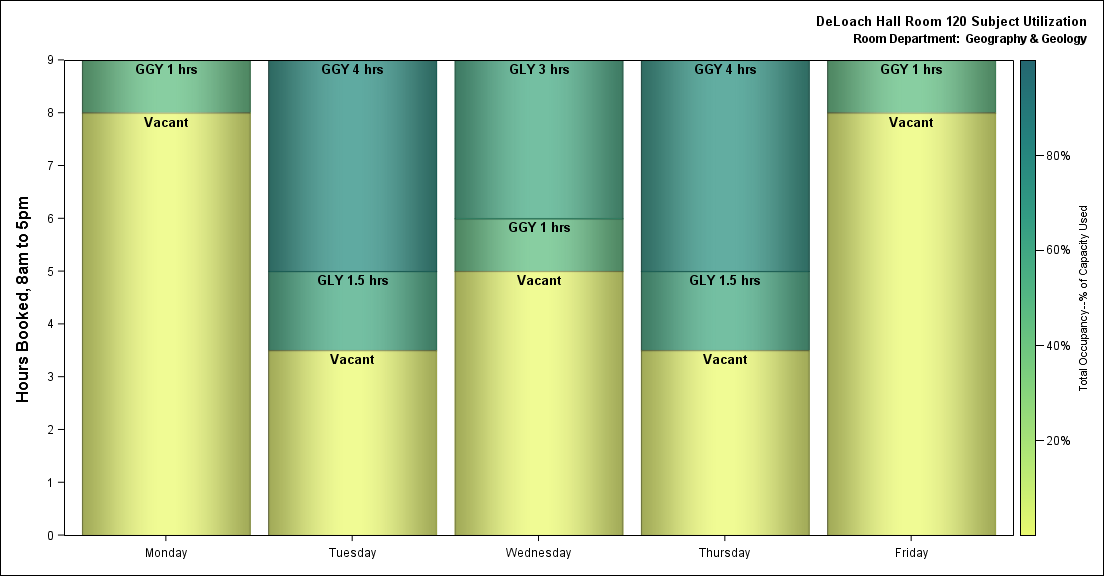 DeLoach Hall Room 120 Subject Utilization
Room Department: Geography & Geology
Hours Booked, 8am to 5pm
9
8
7
6
5
4
3
2
1
0
GGY 1 hrs
Vacant
GGY 4 hrs
GLY 1.5 hrs
Vacant
GLY 3 hrs
GGY 1 hrs
Vacant
GGY 4 hrs
GLY 1.5 hrs
Vacant
GGY 1 hrs
Vacant
Monday
Tuesday
Wednesday
Thursday
Friday
80%
60%
40%
20%
Total Occupancy--% of Capacity Used